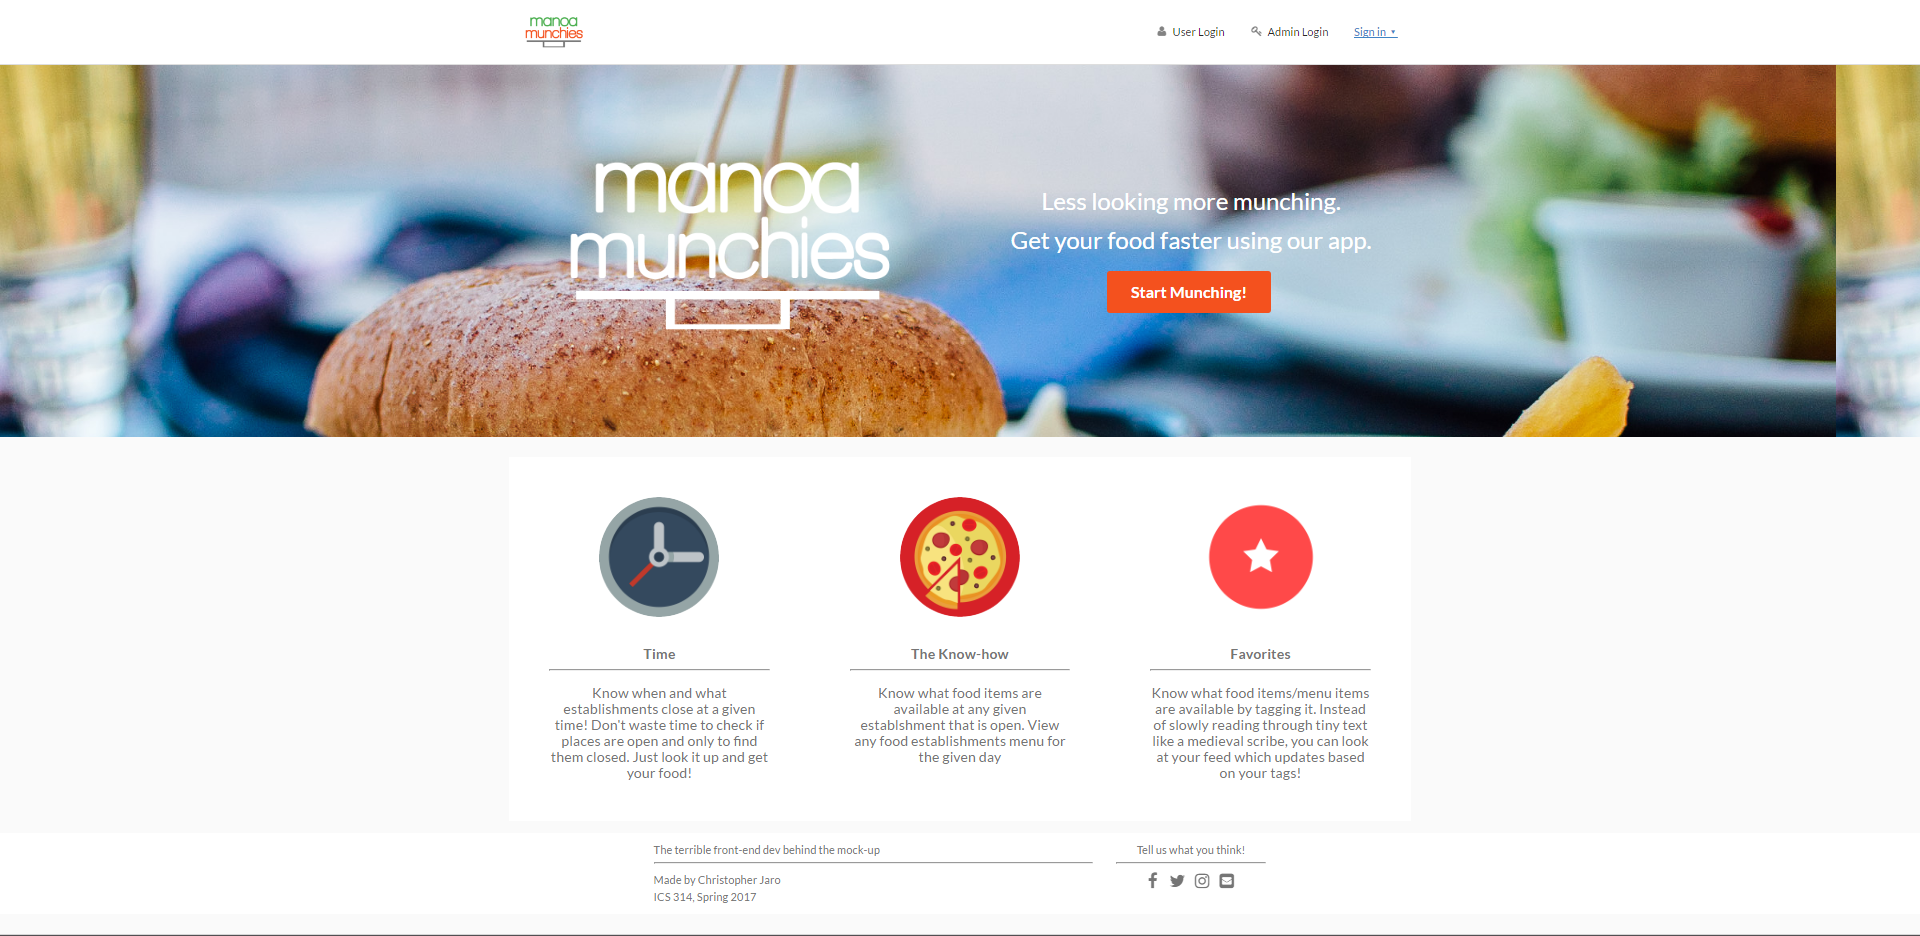 manoa
munchies
User Login
Admin Login
Sign in
manoa
munchies
Less looking more munching.
Get your food faster using our app.
Start Munching!
Time
Know when and what
establishments close at a given
time! Don't waste time to check if
places are open and only to find
them closed. Just look it up and get
your food!
The Know-how
Know what food items are
available at any given
establshment that is open. View
any food establishments menu for
the given day
Favorites
Know what food items/menu items
are available by tagging it. Instead
of slowly reading through tiny text
like a medieval scribe, you can look
at your feed which updates based
on your tags!
The terrible front-end dev behind the mock-up
Made by Christopher Jaro
ICS 314, Spring 2017
Tell us what you think!